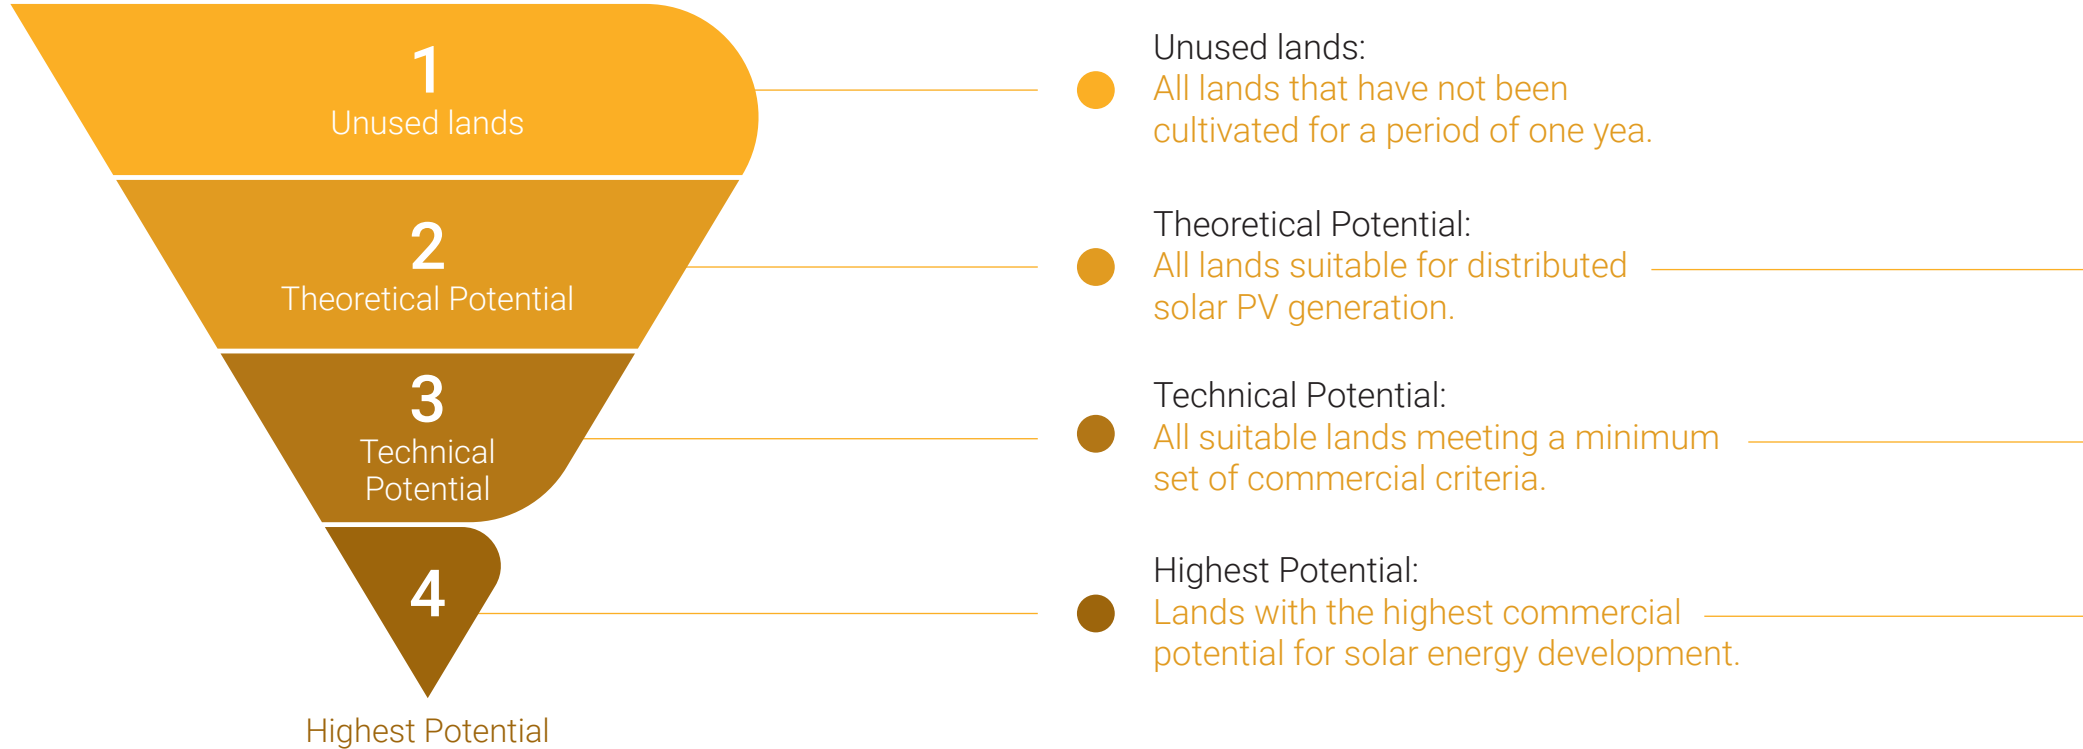 1
Unused lands
2
Theoretical Potential
3
Technical
Potential
4
Highest Potential
Unused lands:
All lands that have not been
cultivated for a period of one yea.
Theoretical Potential:
All lands suitable for distributed
solar PV generation.
Technical Potential:
All suitable lands meeting a minimum
set of commercial criteria.
Highest Potential:
Lands with the highest commercial
potential for solar energy development.